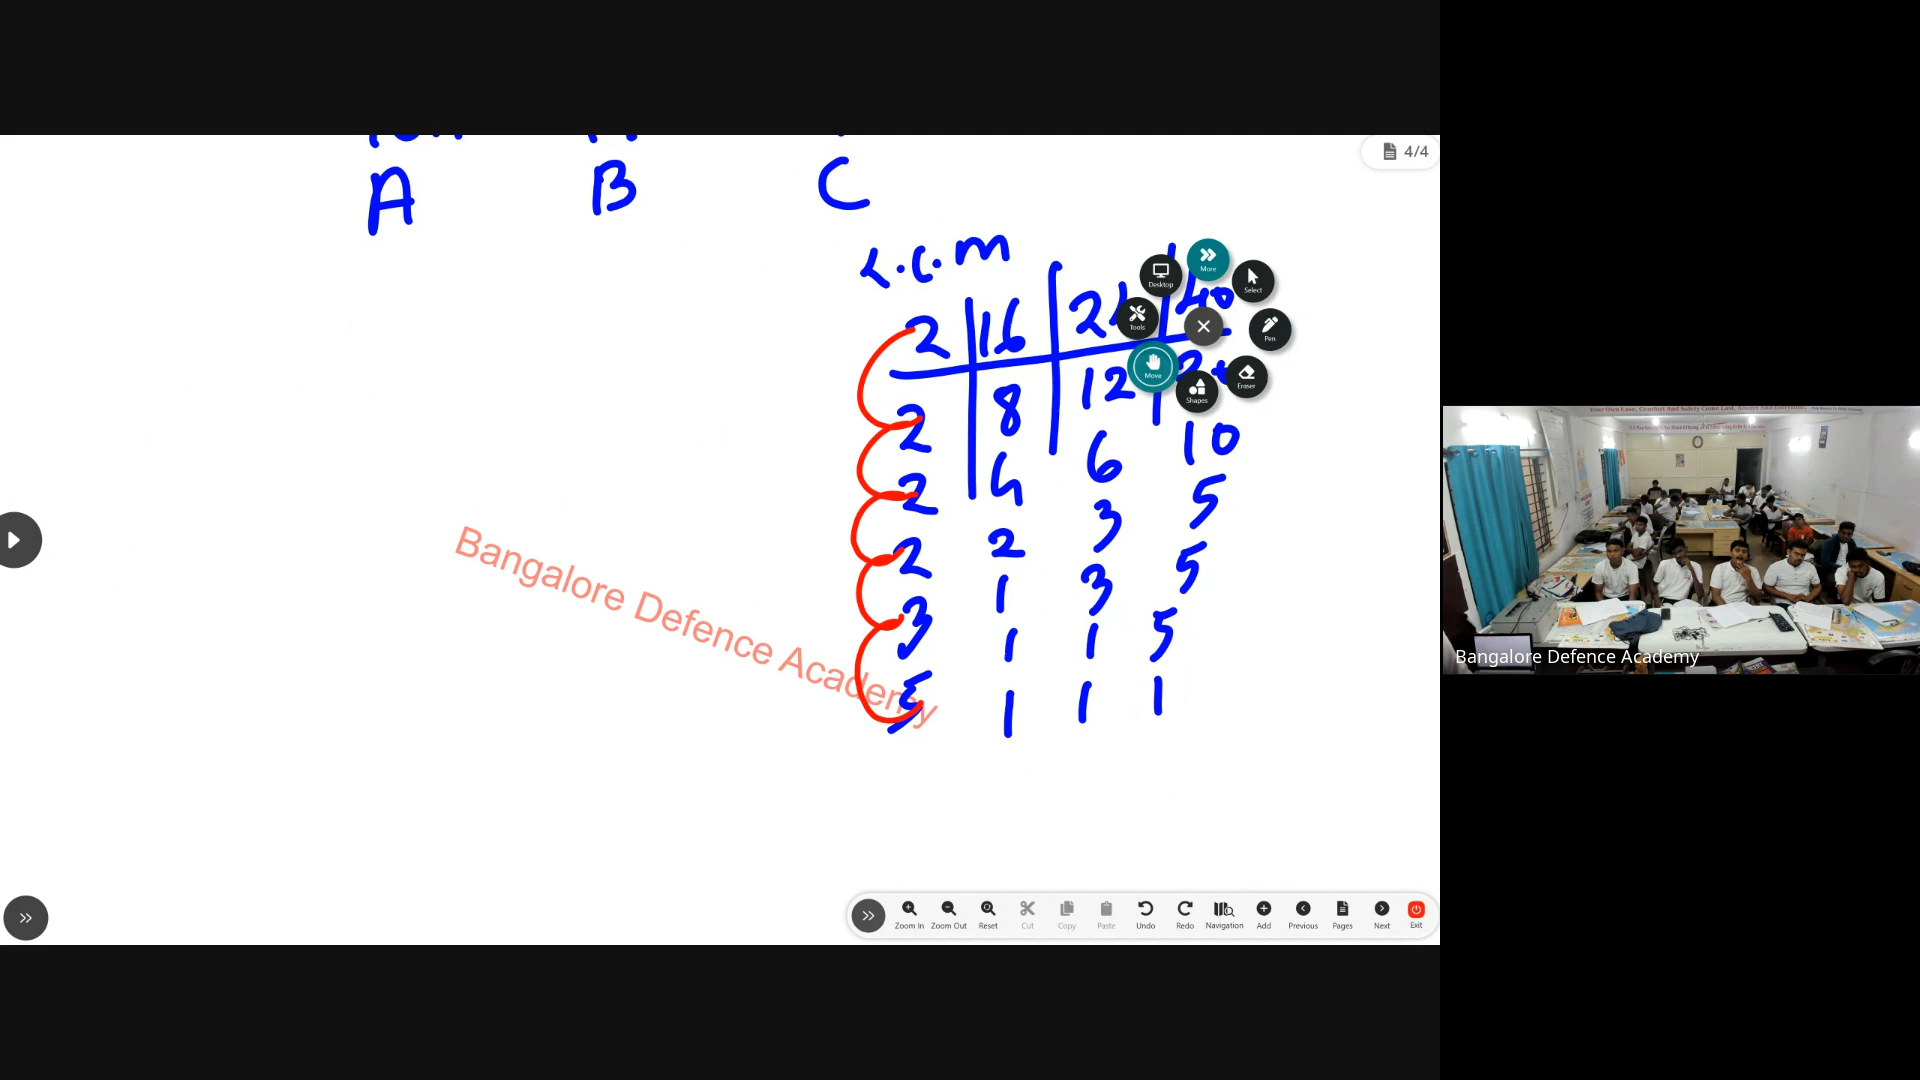 4/4
A B C
L.C.M
2 16 24 40
2 8 12 20
2 4 6 10
2 2 3 5
3 1 3 5
5 1 1 5
1 1 1
Desktop
More
Select
Tools
Pen
Move
Shapes
Eraser
Bangalore Defence Academy
Bangalore Defence Academy
Zoom In Zoom Out Reset Cut Copy Paste Undo Redo Navigation Add Previous Pages Next Exit